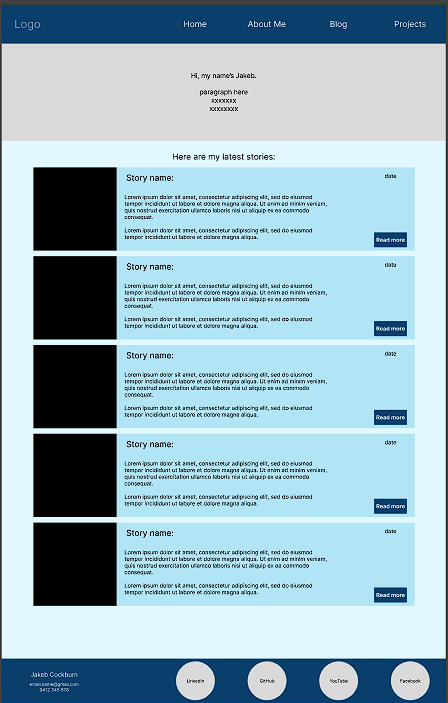 Logo
Home
About Me
Blog
Projects
Hi, my name's Jakeb.
paragraph here
xxxxxxx
xxxxxxxx
Here are my latest stories:
Story name:
date
Lorem ipsum dolor sit amet, consectetur adipiscing elit, sed do eiusmod
tempor incididunt ut labore et dolore magna aliqua. Ut enim ad minim veniam,
quis nostrud exercitation ullamco laboris nisi ut aliquip ex ea commodo
consequat.
Lorem ipsum dolor sit amet, consectetur adipiscing elit, sed do eiusmod
tempor incididunt ut labore et dolore magna aliqua.
Read more
Story name:
date
Lorem ipsum dolor sit amet, consectetur adipiscing elit, sed do eiusmod
tempor incididunt ut labore et dolore magna aliqua. Ut enim ad minim veniam,
quis nostrud exercitation ullamco laboris nisi ut aliquip ex ea commodo
consequat.
Lorem ipsum dolor sit amet, consectetur adipiscing elit, sed do eiusmod
tempor incididunt ut labore et dolore magna aliqua.
Read more
Story name:
date
Lorem ipsum dolor sit amet, consectetur adipiscing elit, sed do eiusmod
tempor incididunt ut labore et dolore magna aliqua. Ut enim ad minim veniam,
quis nostrud exercitation ullamco laboris nisi ut aliquip ex ea commodo
consequat.
Lorem ipsum dolor sit amet, consectetur adipiscing elit, sed do eiusmod
tempor incididunt ut labore et dolore magna aliqua.
Read more
Story name:
date
Lorem ipsum dolor sit amet, consectetur adipiscing elit, sed do eiusmod
tempor incididunt ut labore et dolore magna aliqua. Ut enim ad minim veniam,
quis nostrud exercitation ullamco laboris nisi ut aliquip ex ea commodo
consequat.
Lorem ipsum dolor sit amet, consectetur adipiscing elit, sed do eiusmod
tempor incididunt ut labore et dolore magna aliqua.
Read more
Story name:
date
Lorem ipsum dolor sit amet, consectetur adipiscing elit, sed do eiusmod
tempor incididunt ut labore et dolore magna aliqua. Ut enim ad minim veniam,
quis nostrud exercitation ullamco laboris nisi ut aliquip ex ea commodo
consequat.
Lorem ipsum dolor sit amet, consectetur adipiscing elit, sed do eiusmod
tempor incididunt ut labore et dolore magna aliqua.
Read more
Jakeb Cockburn
email.name@gmail.com
0412 345 678
LinkedIn
GitHub
YouTube
Facebook